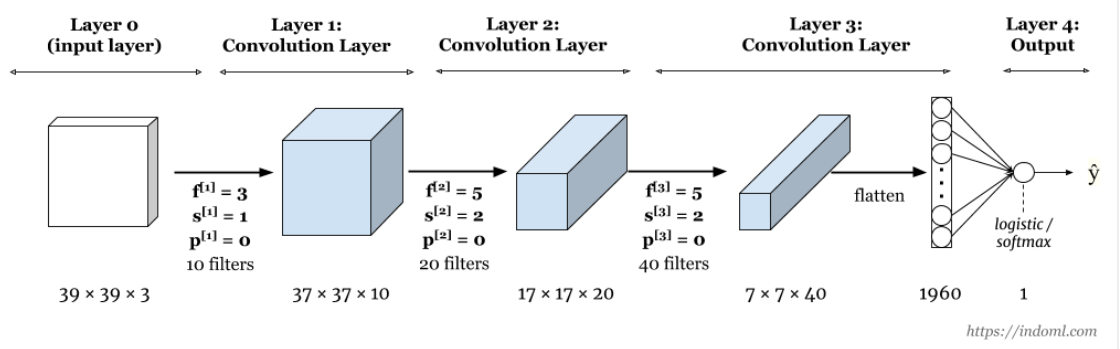 Layer 0
(input layer)
Layer 1:
Convolution Layer
Layer 2:
Convolution Layer
Layer 3:
Convolution Layer
Layer 4:
Output
f[1] = 3
s[1] = 1
p[1] = 0
10 filters
f[2] = 5
s[2] = 2
p[2] = 0
20 filters
f[3] = 5
s[3] = 2
p[3] = 0
40 filters
flatten
ŷ
logistic /
softmax
39 × 39 × 3
37 × 37 × 10
17 × 17 × 20
7 × 7 × 40
1960
1
https://indoml.com